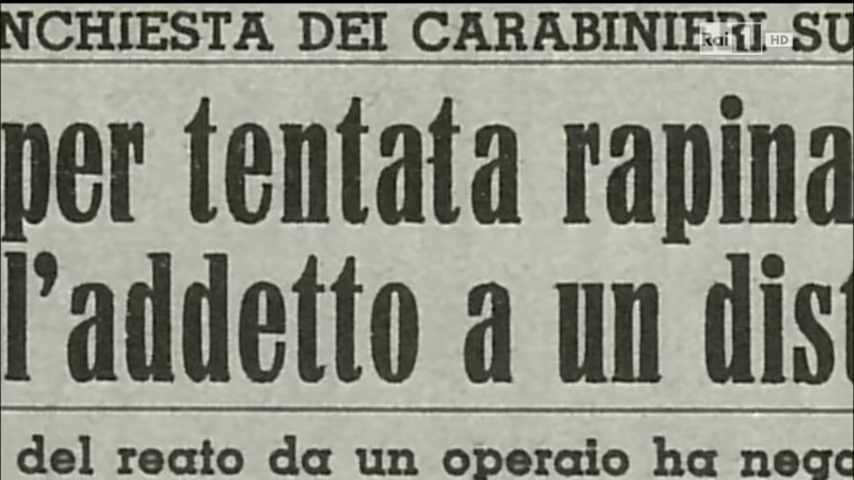 NCHIESTA DEI CARABINIERI SU
Rai 1 HD
per tentata rapina
l'addetto a un dist
del reato da un operaio ha nega